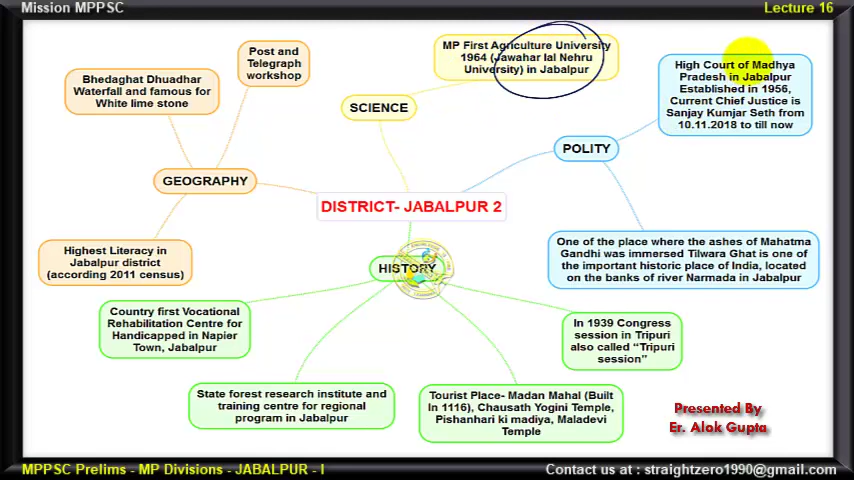 Mission MPPSC
Lecture 16
Post and
Telegraph
workshop
Bhedaghat Dhuadhar
Waterfall and famous for
White lime stone
MP First Agriculture University
1964 (Jawahar lal Nehru
University) in Jabalpur
High Court of Madhya
Pradesh in Jabalpur
Established in 1956,
Current Chief Justice is
Sanjay Kumjar Seth from
10.11.2018 to till now
SCIENCE
POLITY
GEOGRAPHY
DISTRICT- JABALPUR 2
Highest Literacy in
Jabalpur district
(according 2011 census)
HISTORY
One of the place where the ashes of Mahatma
Gandhi was immersed Tilwara Ghat is one of
the important historic place of India, located
on the banks of river Narmada in Jabalpur
Country first Vocational
Rehabilitation Centre for
Handicapped in Napier
Town, Jabalpur
In 1939 Congress
session in Tripuri
also called “Tripuri
session”
State forest research institute and
training centre for regional
program in Jabalpur
Tourist Place- Madan Mahal (Built
In 1116), Chausath Yogini Temple,
Pishanhari ki madiya, Maladevi
Temple
Presented By
Er. Alok Gupta
MPPSC Prelims - MP Divisions - JABALPUR - I
Contact us at : straightzero1990@gmail.com